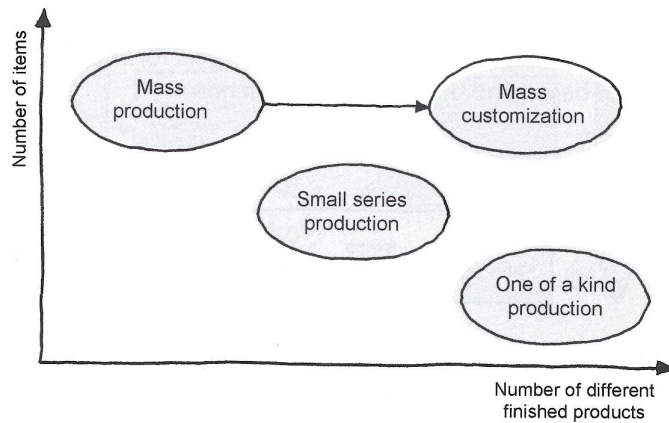 Number of items
Mass
production
Mass
customization
Small series
production
One of a kind
production
Number of different
finished products